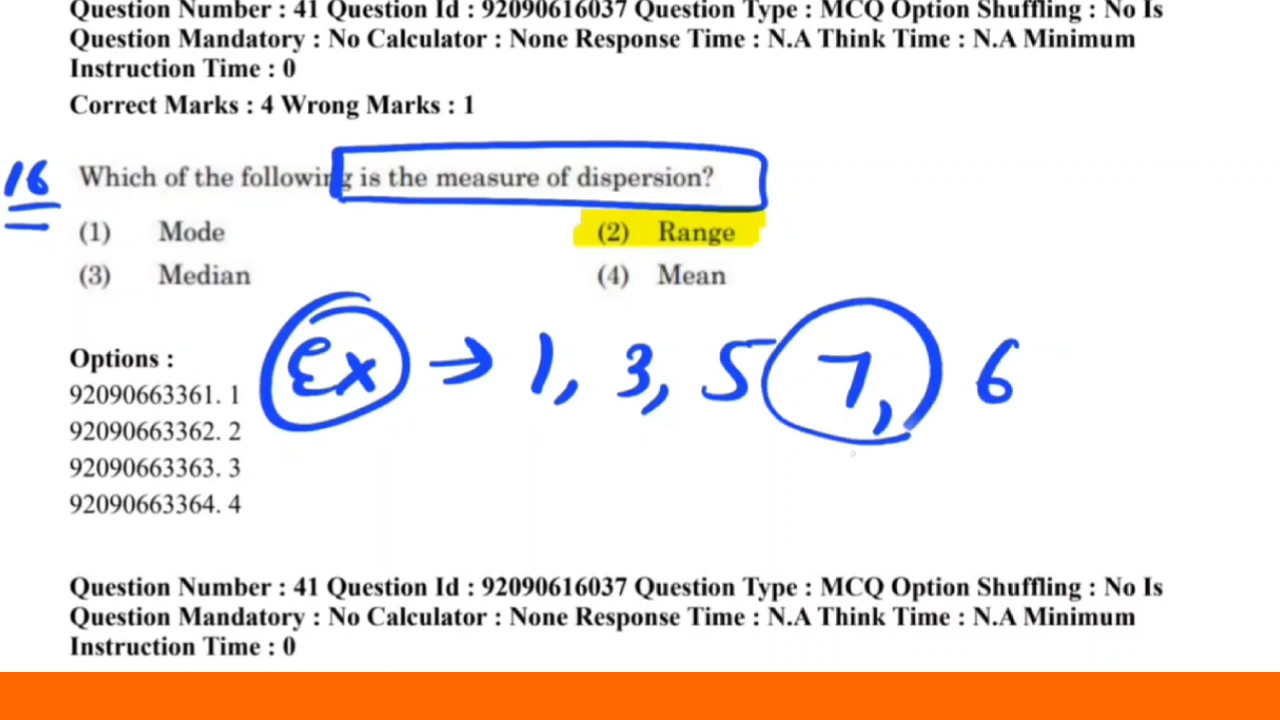 Question Number : 41 Question Id : 92090616037 Question Type : MCQ Option Shuffling : No Is
Question Mandatory : No Calculator : None Response Time : N.A Think Time : N.A Minimum
Instruction Time : 0
Correct Marks : 4 Wrong Marks : 1
16 Which of the following is the measure of dispersion?
(1) Mode (2) Range
(3) Median (4) Mean
Ex → 1, 3, 5 7, 6
Options :
92090663361. 1
92090663362. 2
92090663363. 3
92090663364. 4
Question Number : 41 Question Id : 92090616037 Question Type : MCQ Option Shuffling : No Is
Question Mandatory : No Calculator : None Response Time : N.A Think Time : N.A Minimum
Instruction Time : 0